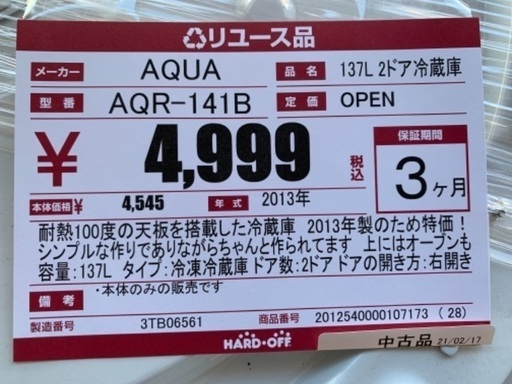 リユース品
メーカー AQUA 品名 137L 2ドア冷蔵庫
型番 AQR-141B 定価 OPEN
¥ 4,999 税込 保証期間 3ヶ月
本体価格¥ 4,545 年式 2013年
耐熱100度の天板を搭載した冷蔵庫 2013年製のため特価!
シンプルな作りでありながらちゃんと作られてます 上にはオーブンも
容量:137L タイプ:冷凍冷蔵庫 ドア数:2ドア ドアの開き方:右開き
備考 ・本体のみの販売です
製造番号 3TB06561 商品番号 2012540000107173 (28)
HARD・OFF 中古品 21/02/17